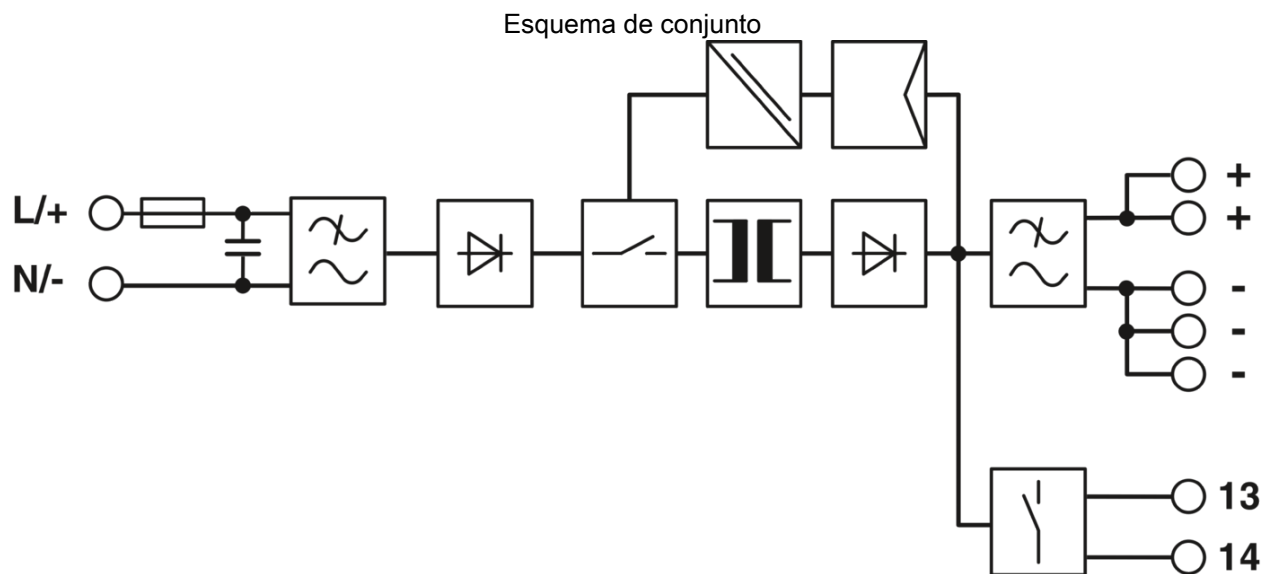 Esquema de conjunto
L/+
N/-
+
+
-
-
-
13
14